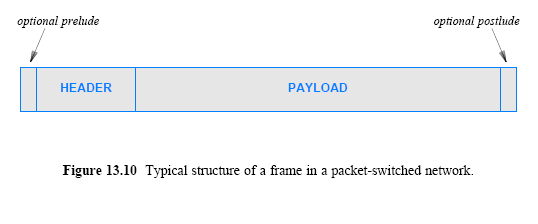 optional prelude
optional postlude
HEADER
PAYLOAD
Figure 13.10 Typical structure of a frame in a packet-switched network.